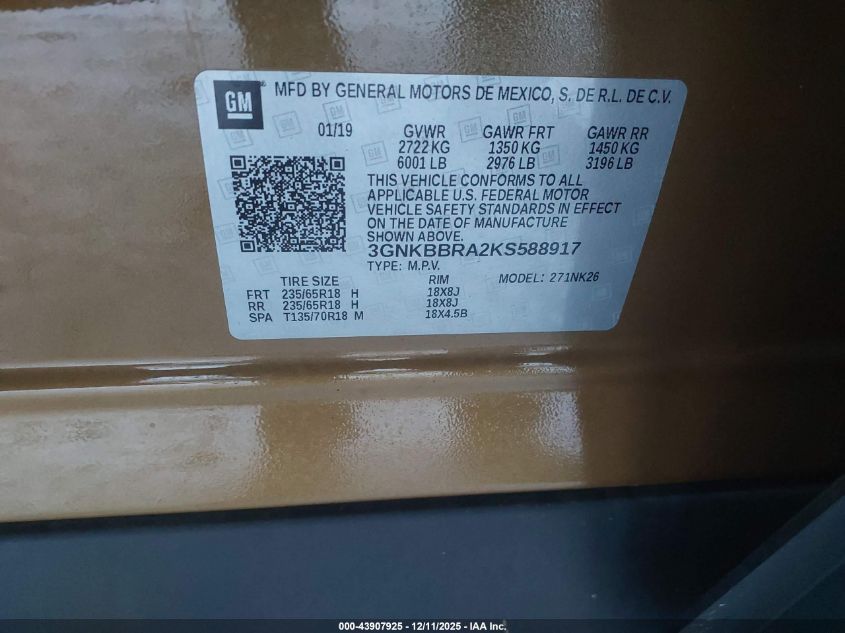 GM MFD BY GENERAL MOTORS DE MEXICO, S. DE R.L. DE C.V.
01/19 GVWR GAWR FRT GAWR RR
2722 KG 1350 KG 1450 KG
6001 LB 2976 LB 3196 LB
THIS VEHICLE CONFORMS TO ALL
APPLICABLE U.S. FEDERAL MOTOR
VEHICLE SAFETY STANDARDS IN EFFECT
ON THE DATE OF MANUFACTURE
SHOWN ABOVE.
3GNKBBRA2KS588917
TYPE: M.P.V. MODEL: 271NK26
TIRE SIZE RIM
FRT 235/65R18 H 18X8J
RR 235/65R18 H 18X8J
SPA T135/70R18 M 18X4.5B
000-43907925 - 12/11/2025 - IAA Inc.